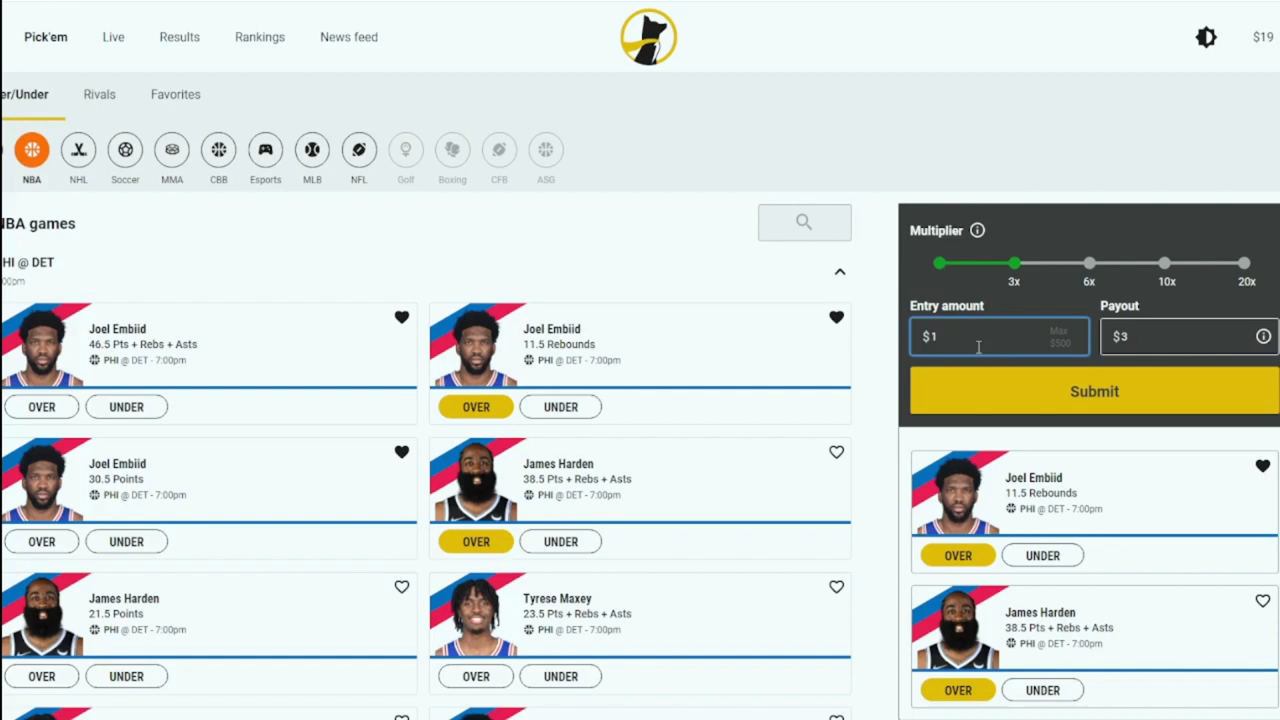 Pick'em
Live
Results
Rankings
News feed
$19
er/Under
Rivals
Favorites
NBA
NHL
Soccer
MMA
CBB
Esports
MLB
NFL
Golf
Boxing
CFB
ASG
NBA games
HI @ DET
00pm
Joel Embiid
46.5 Pts + Rebs + Asts
PHI @ DET - 7:00pm
OVER
UNDER
Joel Embiid
11.5 Rebounds
PHI @ DET - 7:00pm
OVER
UNDER
Joel Embiid
30.5 Points
PHI @ DET - 7:00pm
OVER
UNDER
James Harden
38.5 Pts + Rebs + Asts
PHI @ DET - 7:00pm
OVER
UNDER
James Harden
21.5 Points
PHI @ DET - 7:00pm
OVER
UNDER
Tyrese Maxey
23.5 Pts + Rebs + Asts
PHI @ DET - 7:00pm
OVER
UNDER
Multiplier
3x
6x
10x
20x
Entry amount
Payout
$1
Max
$500
$3
Submit
Joel Embiid
11.5 Rebounds
PHI @ DET - 7:00pm
OVER
UNDER
James Harden
38.5 Pts + Rebs + Asts
PHI @ DET - 7:00pm
OVER
UNDER